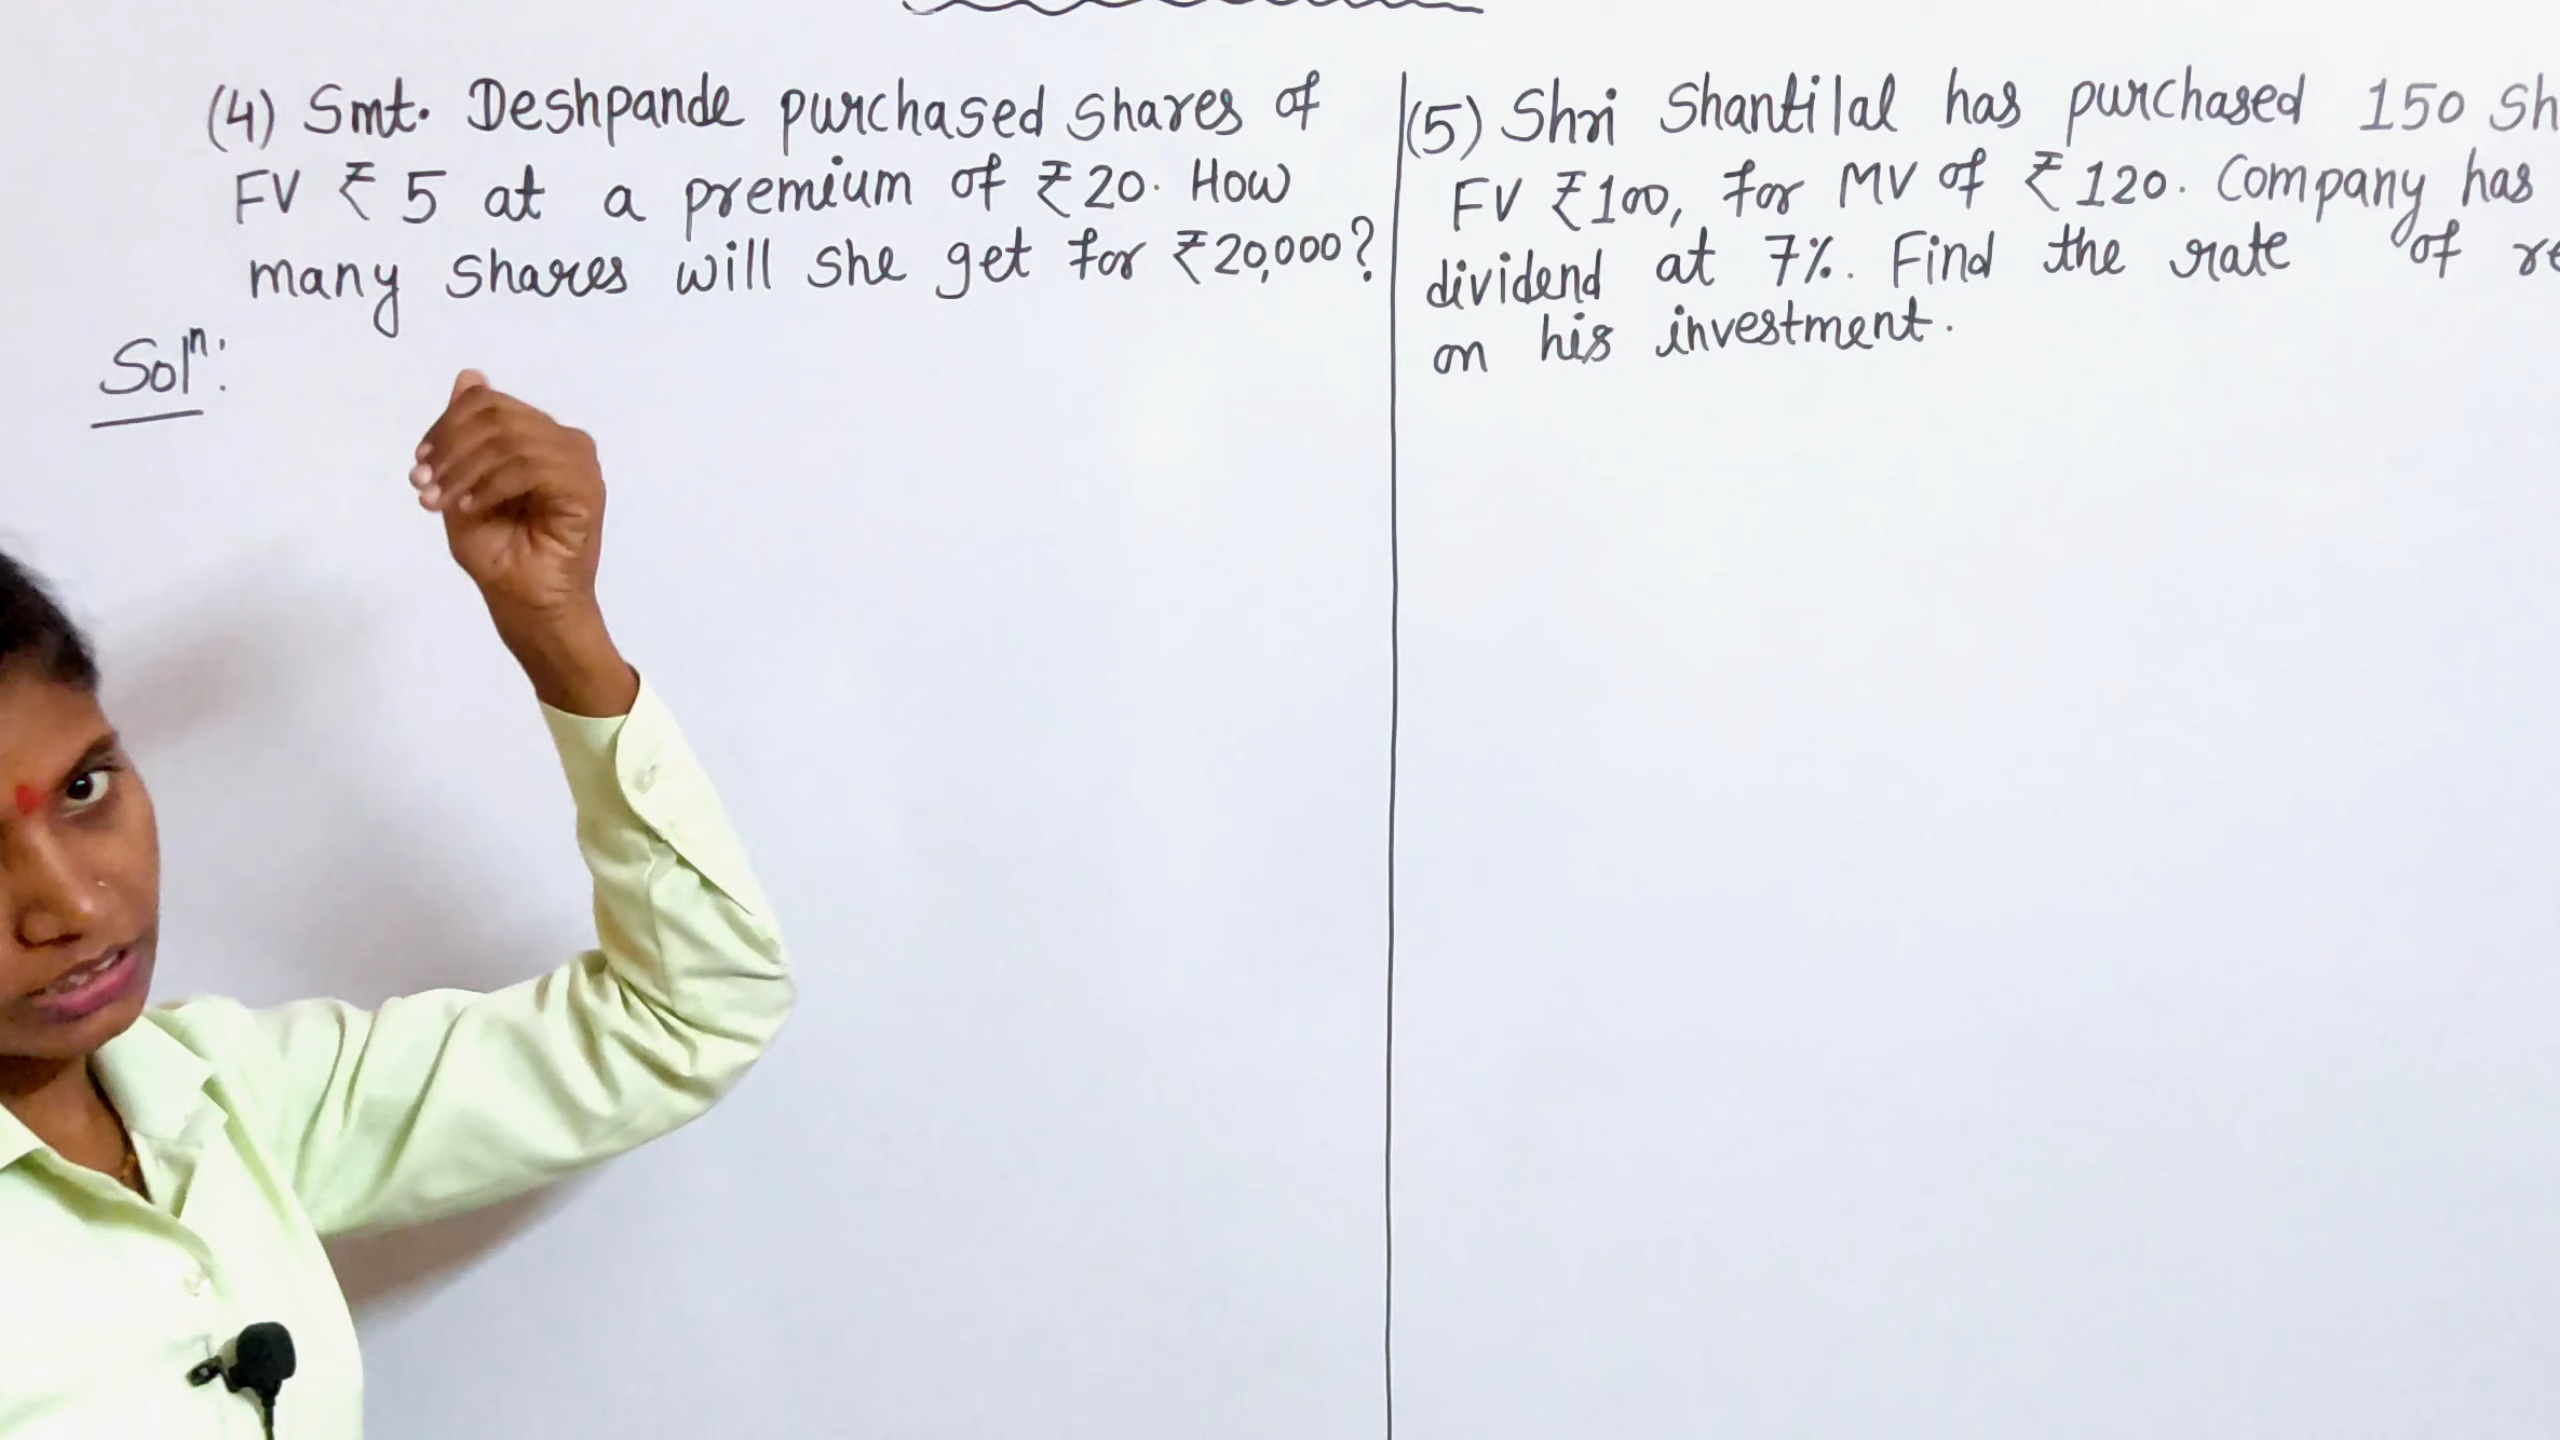 (4) Smt. Deshpande purchased shares of
FV ₹ 5 at a premium of ₹20. How
many shares will she get for ₹20,000?
Solⁿ:
(5) Shri Shantilal has purchased 150
FV ₹100, for MV of ₹120. Company has
dividend at 7%. Find the rate of
on his investment.